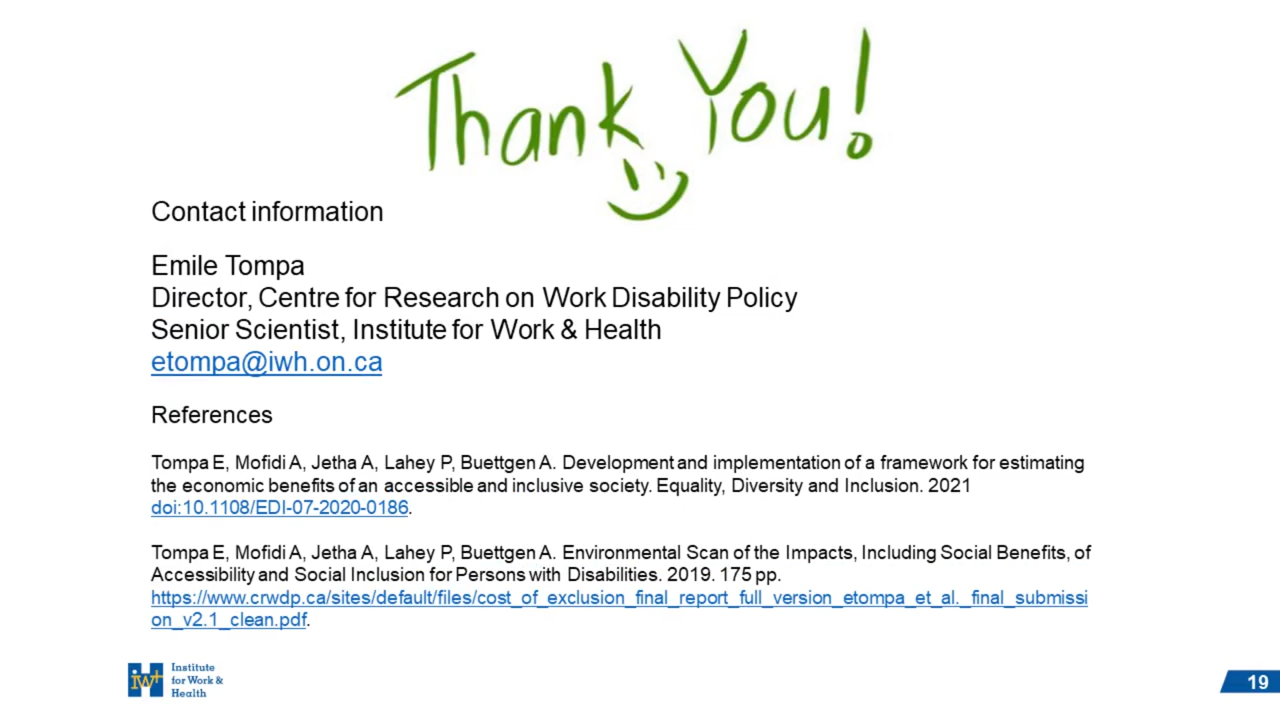 Thank You!
Contact information
Emile Tompa
Director, Centre for Research on Work Disability Policy
Senior Scientist, Institute for Work & Health
etompa@iwh.on.ca
References
Tompa E, Mofidi A, Jetha A, Lahey P, Buettgen A. Development and implementation of a framework for estimating
the economic benefits of an accessible and inclusive society. Equality, Diversity and Inclusion. 2021
doi:10.1108/EDI-07-2020-0186.
Tompa E, Mofidi A, Jetha A, Lahey P, Buettgen A. Environmental Scan of the Impacts, Including Social Benefits, of
Accessibility and Social Inclusion for Persons with Disabilities. 2019. 175 pp.
https://www.crwdp.ca/sites/default/files/cost_of_exclusion_final_report_full_version_etompa_et_al._final_submissi
on_v2.1_clean.pdf.
iw+
Institute
for Work &
Health
19